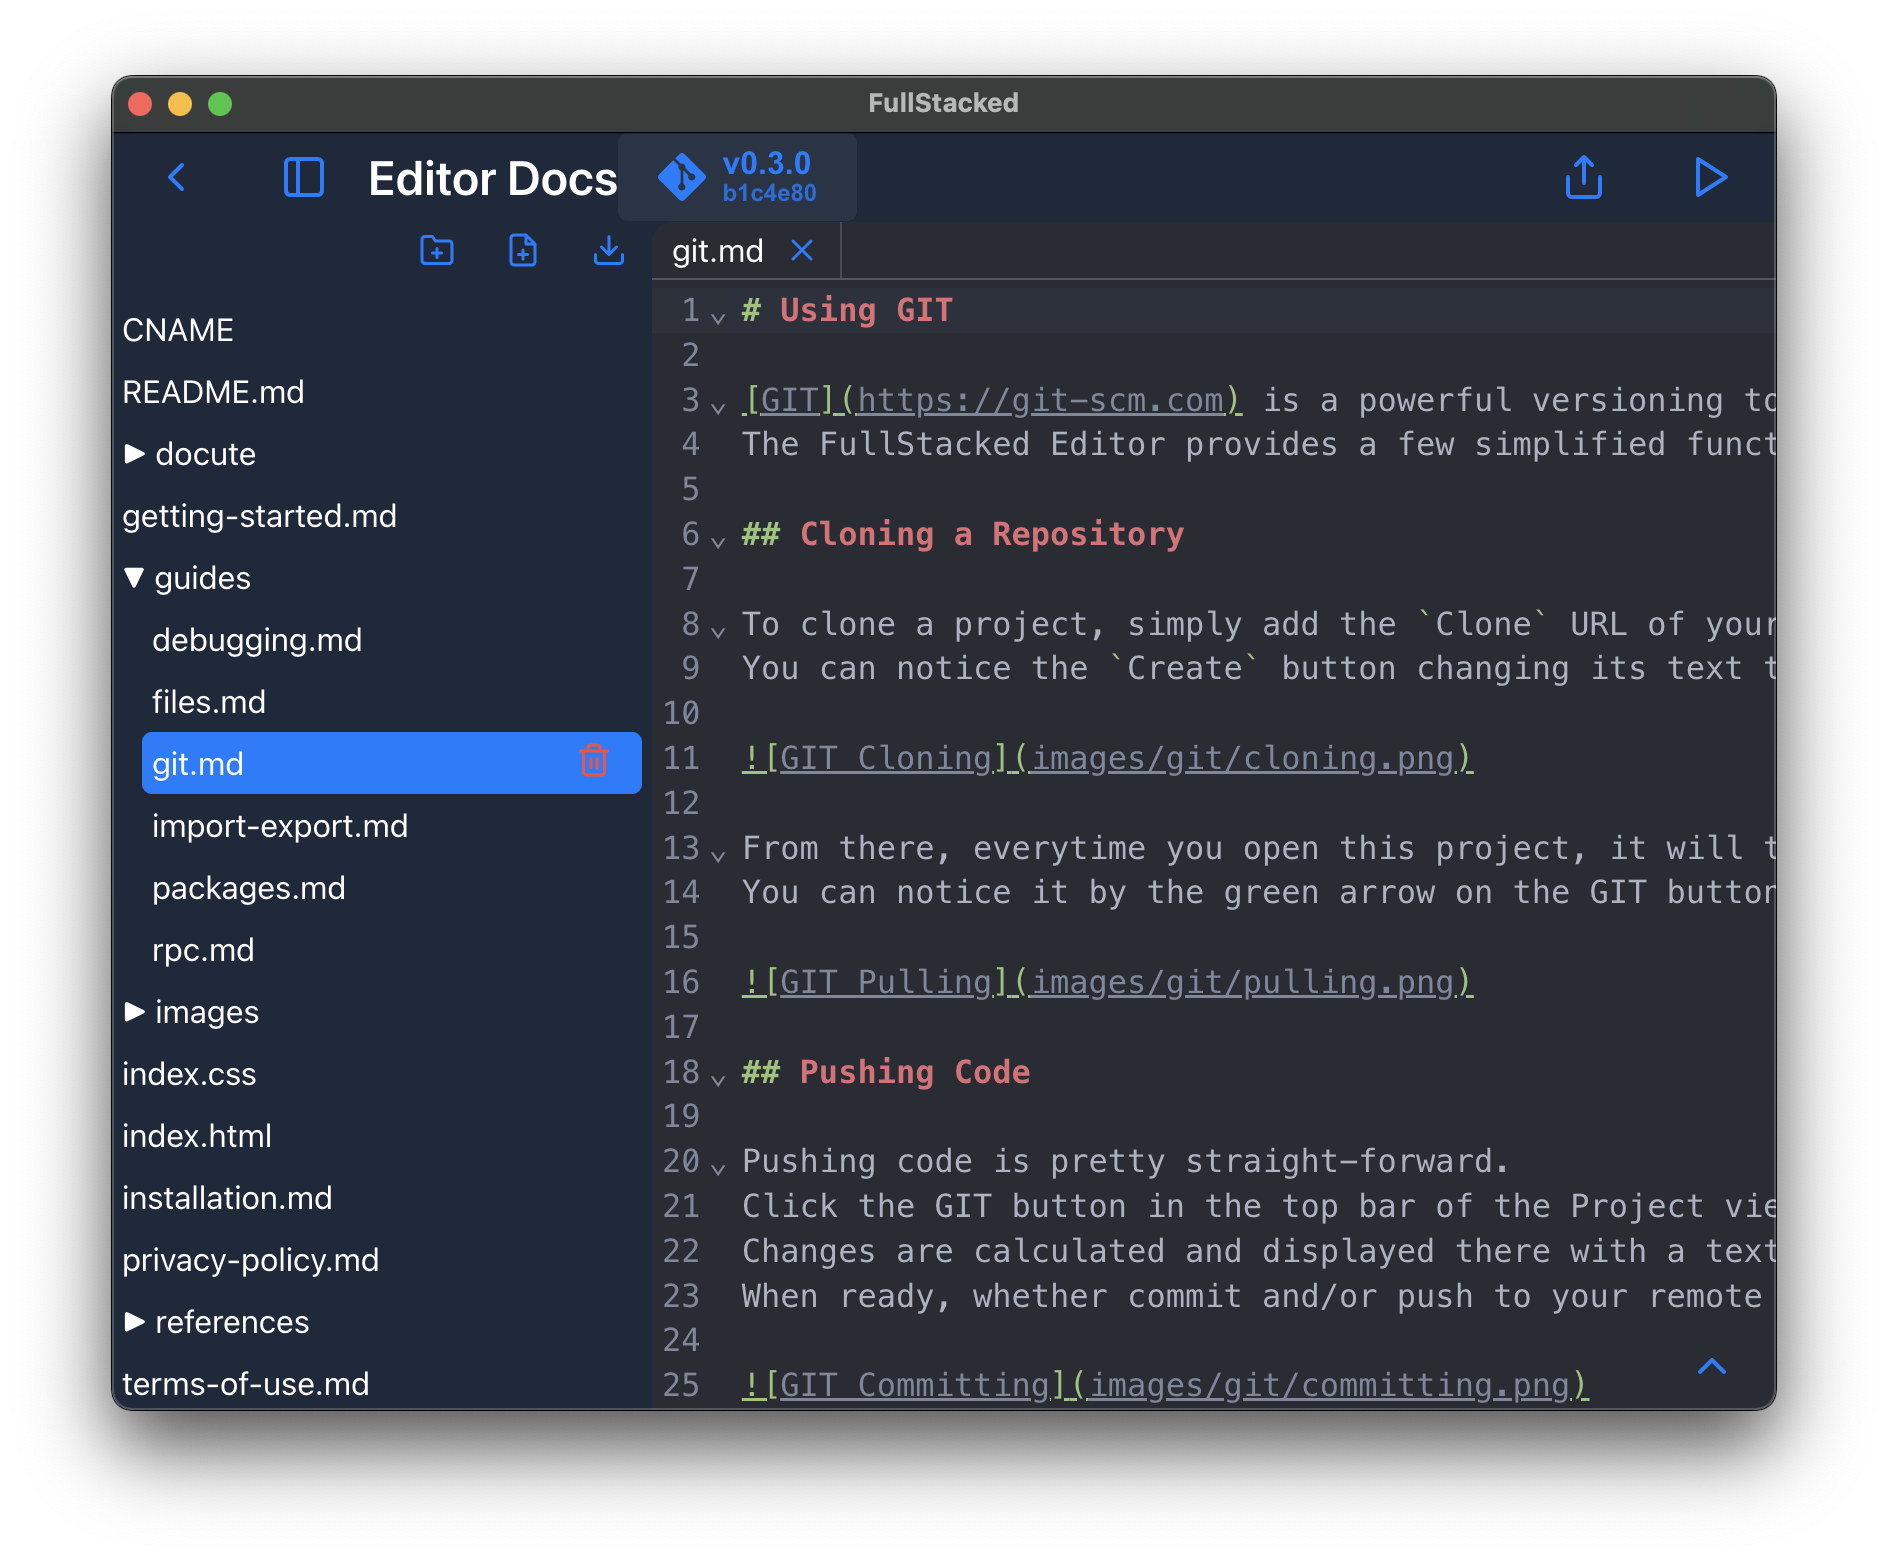 FullStacked
Editor Docs
v0.3.0
b1c4e80
CNAME
README.md
docute
getting-started.md
guides
debugging.md
files.md
git.md
import-export.md
packages.md
rpc.md
images
index.css
index.html
installation.md
privacy-policy.md
references
terms-of-use.md
git.md
1 # Using GIT
2
3 [GIT](https://git-scm.com) is a powerful versioning to
4 The FullStacked Editor provides a few simplified funct
5
6 ## Cloning a Repository
7
8 To clone a project, simply add the `Clone` URL of your
9 You can notice the `Create` button changing its text t
10
11 ![GIT Cloning](images/git/cloning.png)
12
13 From there, everytime you open this project, it will t
14 You can notice it by the green arrow on the GIT button
15
16 ![GIT Pulling](images/git/pulling.png)
17
18 ## Pushing Code
19
20 Pushing code is pretty straight-forward.
21 Click the GIT button in the top bar of the Project vie
22 Changes are calculated and displayed there with a text
23 When ready, whether commit and/or push to your remote
24
25 ![GIT Committing](images/git/committing.png)